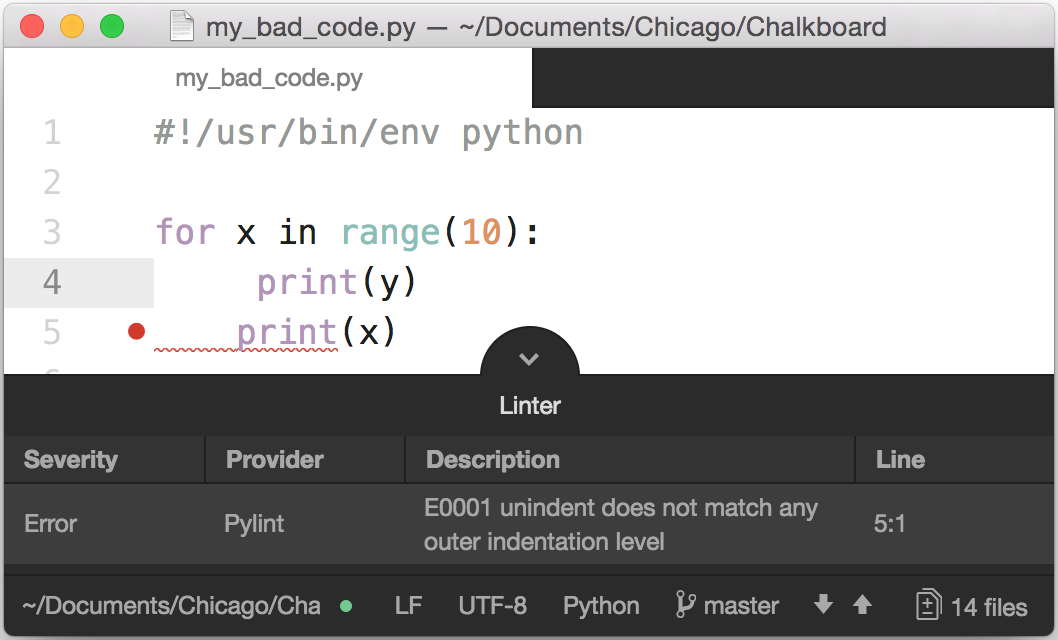 my_bad_code.py — ~/Documents/Chicago/Chalkboard
my_bad_code.py
1 #!/usr/bin/env python
2
3 for x in range(10):
4      print(y)
5     print(x)
Linter
Severity Provider Description Line
Error Pylint E0001 unindent does not match any 5:1
outer indentation level
~/Documents/Chicago/Cha LF UTF-8 Python master 14 files